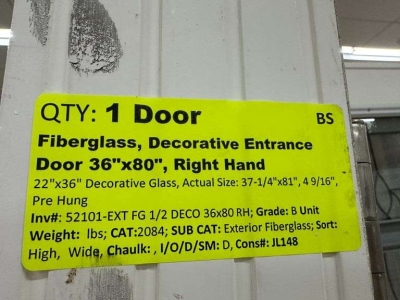 QTY: 1 Door BS
Fiberglass, Decorative Entrance
Door 36"x80", Right Hand
22"x36" Decorative Glass, Actual Size: 37-1/4"x81", 4 9/16",
Pre Hung
Inv#: 52101-EXT FG 1/2 DECO 36x80 RH; Grade: B Unit
Weight: lbs; CAT:2084; SUB CAT: Exterior Fiberglass; Sort:
High, Wide, Chaulk: , I/O/D/SM: D, Cons#: JL148